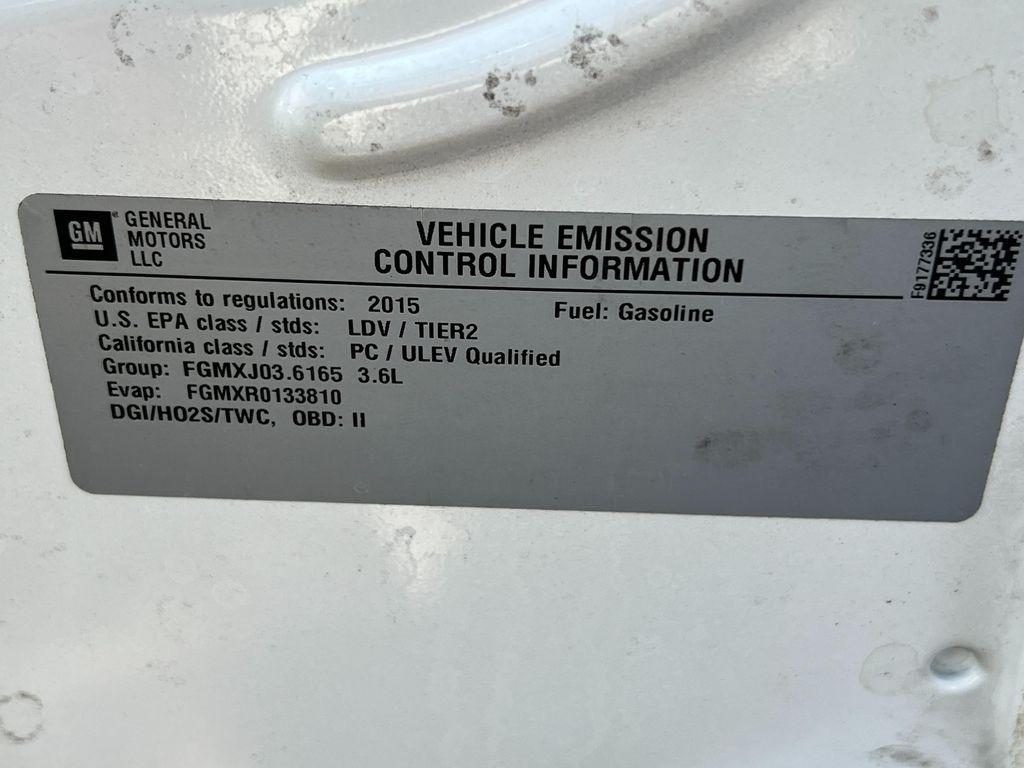 GM
GENERAL
MOTORS
LLC
VEHICLE EMISSION
CONTROL INFORMATION
F9177336
Conforms to regulations: 2015
Fuel: Gasoline
U.S. EPA class / stds: LDV / TIER2
California class / stds: PC / ULEV Qualified
Group: FGMXJ03.6165 3.6L
Evap: FGMXR0133810
DGI/HO2S/TWC, OBD: II